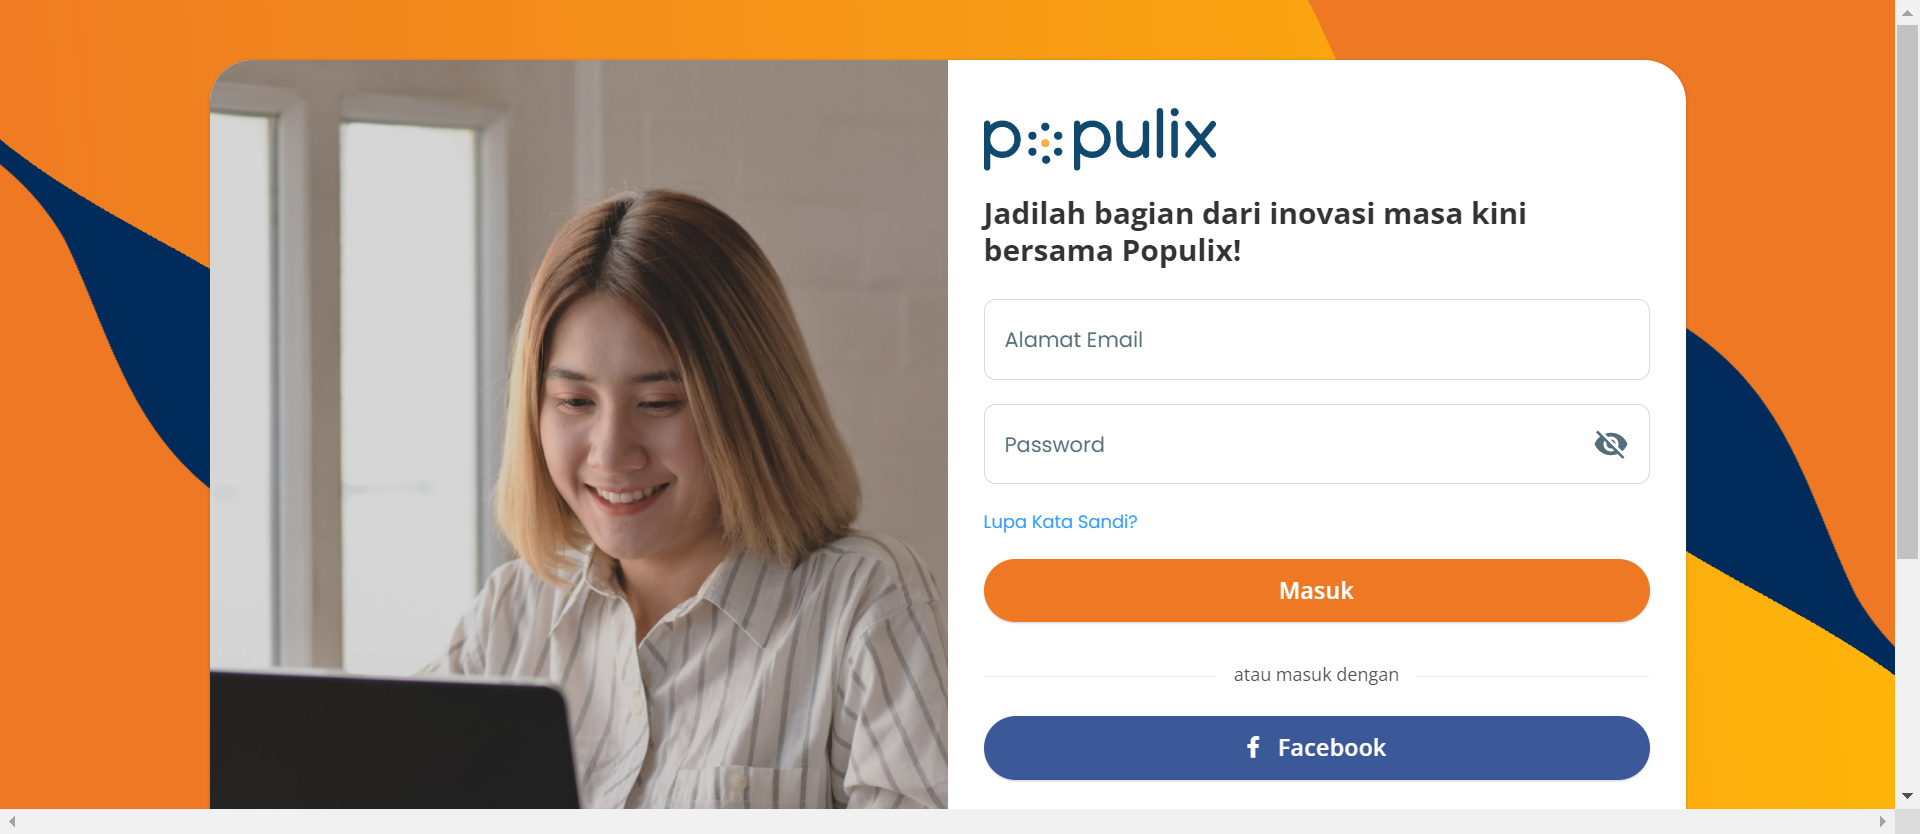 populix
Jadilah bagian dari inovasi masa kini
bersama Populix!
Alamat Email
Password
Lupa Kata Sandi?
Masuk
atau masuk dengan
Facebook